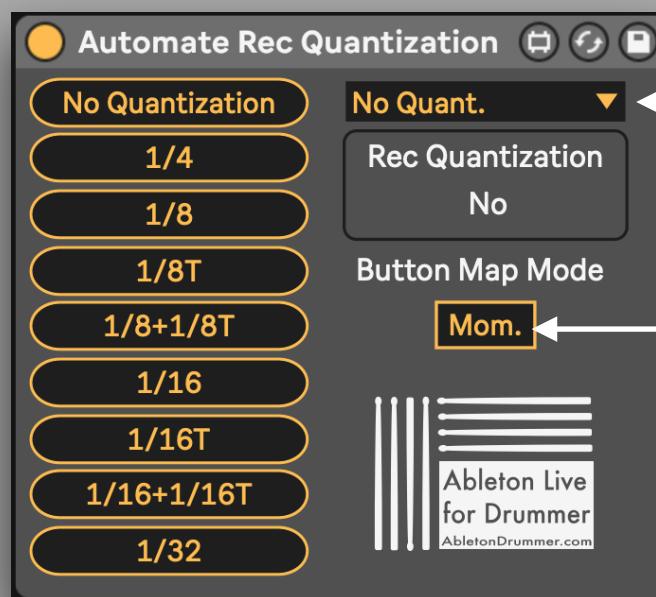 Automate Rec Quantization
No Quantization
1/4
1/8
1/8T
1/8+1/8T
1/16
1/16T
1/16+1/16T
1/32
No Quant.
Rec Quantization
No
Button Map Mode
Mom.
Ableton Live
for Drummer
AbletonDrummer.com